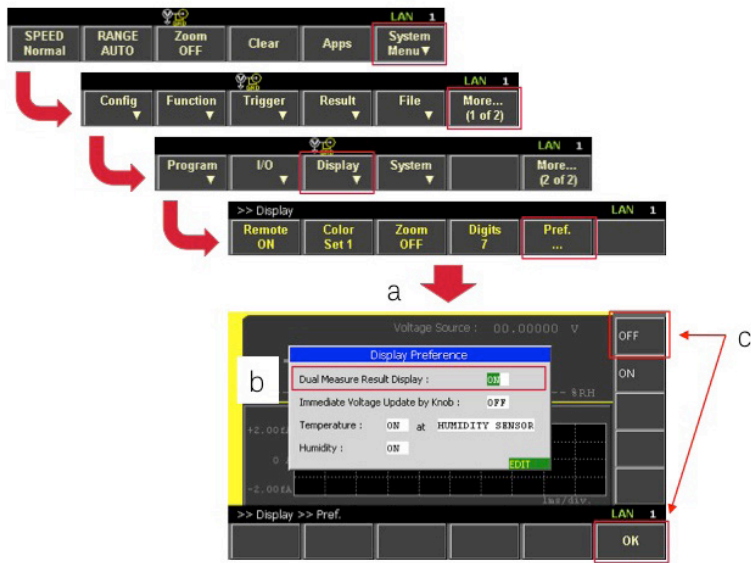 LAN 1
SPEED Normal
RANGE AUTO
Zoom OFF
Clear
Apps
System Menu▼
LAN 1
Config ▼
Function ▼
Trigger ▼
Result ▼
File ▼
More... (1 of 2)
LAN 1
Program ▼
I/O ▼
Display ▼
System ▼
More... (2 of 2)
>> Display LAN 1
Remote ON
Color Set 1
Zoom OFF
Digits 7
Pref. ...
a
Voltage Source : 00.00000 V
OFF
c
Display Preference
b
Dual Measure Result Display : ON
ON
Immediate Voltage Update by Knob : OFF
-- %RH
Temperature : ON at HUMIDITY SENSOR
+2.00fA
Humidity : ON
0
EDIT
-2.00fA
1ms/div.
>> Display >> Pref. LAN 1
OK